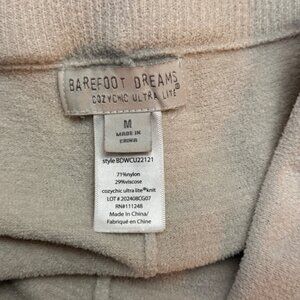 BAREFOOT DREAMS®
COZYCHIC ULTRA LITE®
M
MADE IN
CHINA
style BDWCU22121
71%nylon
29%viscose
cozychic ultra lite®knit
LOT # 202408CG07
RN#111248
Made In China/
Fabriqué en Chine